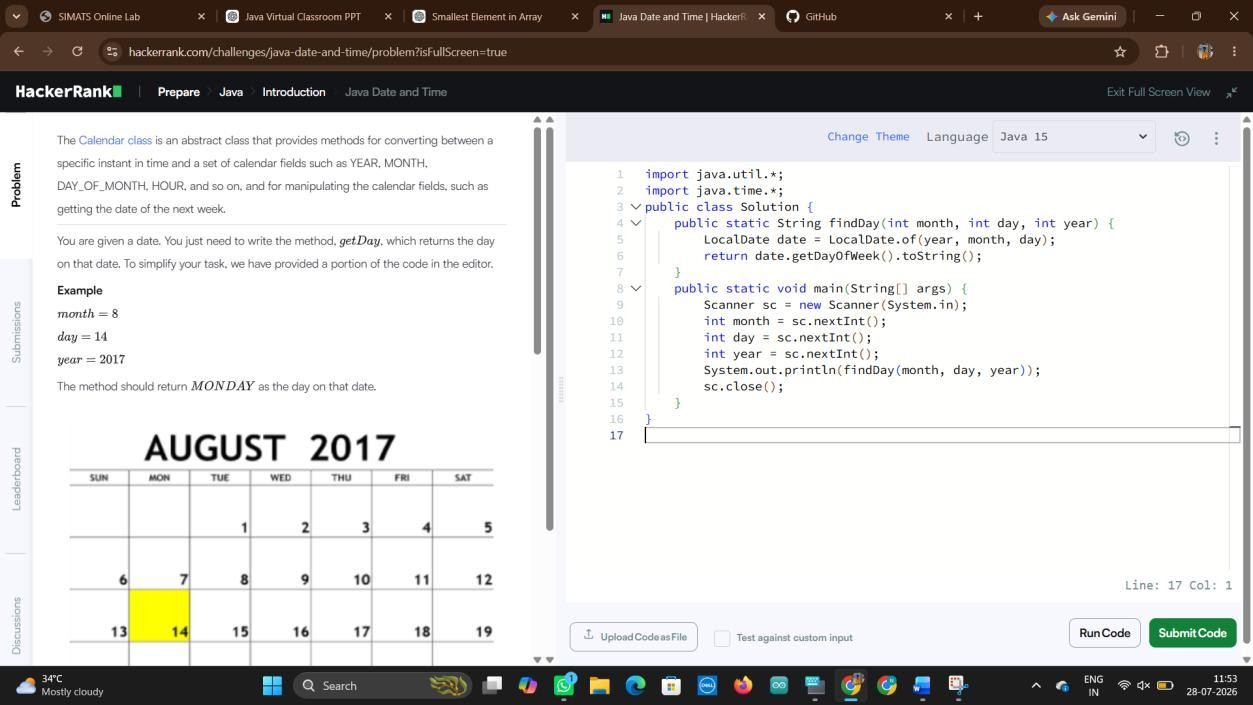 SIMATS Online Lab
Java Virtual Classroom PPT
Smallest Element in Array
Java Date and Time | HackerR
GitHub
Ask Gemini
hackerrank.com/challenges/java-date-and-time/problem?isFullScreen=true
HackerRank
Prepare
Java
Introduction
Java Date and Time
Exit Full Screen View
Problem
Submissions
Leaderboard
Discussions
The Calendar class is an abstract class that provides methods for converting between a
specific instant in time and a set of calendar fields such as YEAR, MONTH,
DAY_OF_MONTH, HOUR, and so on, and for manipulating the calendar fields, such as
getting the date of the next week.
You are given a date. You just need to write the method, getDay, which returns the day
on that date. To simplify your task, we have provided a portion of the code in the editor.
Example
month = 8
day = 14
year = 2017
The method should return MONDAY as the day on that date.
AUGUST 2017
SUN MON TUE WED THU FRI SAT
1 2 3 4 5
6 7 8 9 10 11 12
13 14 15 16 17 18 19
Change Theme Language Java 15
1 import java.util.*;
2 import java.time.*;
3 public class Solution {
4 public static String findDay(int month, int day, int year) {
5 LocalDate date = LocalDate.of(year, month, day);
6 return date.getDayOfWeek().toString();
7 }
8 public static void main(String[] args) {
9 Scanner sc = new Scanner(System.in);
10 int month = sc.nextInt();
11 int day = sc.nextInt();
12 int year = sc.nextInt();
13 System.out.println(findDay(month, day, year));
14 sc.close();
15 }
16 }
17
Line: 17 Col: 1
Upload Code as File
Test against custom input
Run Code
Submit Code
34°C
Mostly cloudy
Search
DELL
1
ENG
IN
11:53
28-07-2026